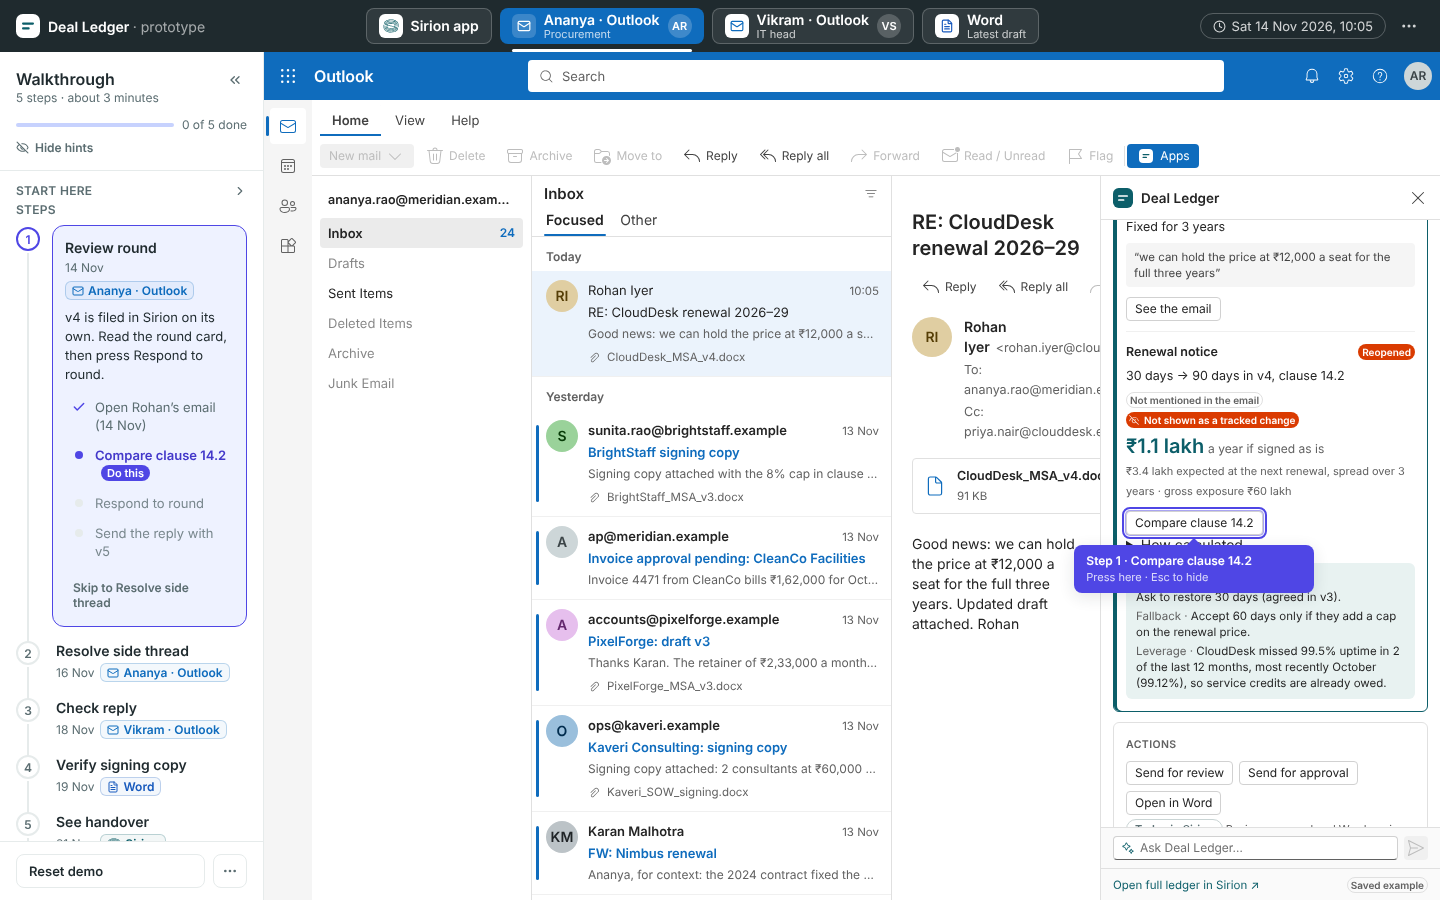 Deal Ledger · prototype
Sirion app
Ananya · Outlook
Procurement
AR
Vikram · Outlook
IT head
VS
Word
Latest draft
Sat 14 Nov 2026, 10:05
Walkthrough
5 steps · about 3 minutes
0 of 5 done
Hide hints
START HERE
STEPS
1
Review round
14 Nov
Ananya · Outlook
v4 is filed in Sirion on its
own. Read the round card,
then press Respond to
round.
Open Rohan's email
(14 Nov)
Compare clause 14.2
Do this
Respond to round
Send the reply with
v5
Skip to Resolve side
thread
2
Resolve side thread
16 Nov
Ananya · Outlook
3
Check reply
18 Nov
Vikram · Outlook
4
Verify signing copy
19 Nov
Word
5
See handover
Reset demo
Outlook
Search
AR
Home
View
Help
New mail
Delete
Archive
Move to
Reply
Reply all
Forward
Read / Unread
Flag
Apps
ananya.rao@meridian.exam...
Inbox
24
Drafts
Sent Items
Deleted Items
Archive
Junk Email
Inbox
Focused
Other
Today
RI
Rohan Iyer
10:05
RE: CloudDesk renewal 2026–29
Good news: we can hold the price at ₹12,000 a s...
CloudDesk_MSA_v4.docx
Yesterday
S
sunita.rao@brightstaff.example
13 Nov
BrightStaff signing copy
Signing copy attached with the 8% cap in clause ...
BrightStaff_MSA_v3.docx
A
ap@meridian.example
13 Nov
Invoice approval pending: CleanCo Facilities
Invoice 4471 from CleanCo bills ₹1,62,000 for Oct...
A
accounts@pixelforge.example
13 Nov
PixelForge: draft v3
Thanks Karan. The retainer of ₹2,33,000 a month...
PixelForge_MSA_v3.docx
O
ops@kaveri.example
13 Nov
Kaveri Consulting: signing copy
Signing copy attached: 2 consultants at ₹60,000 ...
Kaveri_SOW_signing.docx
KM
Karan Malhotra
13 Nov
FW: Nimbus renewal
Ananya, for context: the 2024 contract fixed the ...
RE: CloudDesk
renewal 2026–29
Reply
Reply all
RI
Rohan
Iyer <rohan.iyer@clou
To:
ananya.rao@meridian.e
Cc:
priya.nair@clouddesk.e
CloudDesk_MSA_v4.doc
91 KB
Good news: we can hold
the price at ₹12,000 a
seat for the full three
years. Updated draft
attached. Rohan
Deal Ledger
Fixed for 3 years
“we can hold the price at ₹12,000 a seat for the
full three years”
See the email
Renewal notice
Reopened
30 days → 90 days in v4, clause 14.2
Not mentioned in the email
Not shown as a tracked change
₹1.1 lakh a year if signed as is
₹3.4 lakh expected at the next renewal, spread over 3
years · gross exposure ₹60 lakh
Compare clause 14.2
Step 1 · Compare clause 14.2
Press here · Esc to hide
Ask to restore 30 days (agreed in v3).
Fallback · Accept 60 days only if they add a cap
on the renewal price.
Leverage · CloudDesk missed 99.5% uptime in 2
of the last 12 months, most recently October
(99.12%), so service credits are already owed.
ACTIONS
Send for review
Send for approval
Open in Word
Ask Deal Ledger...
Open full ledger in Sirion ↗
Saved example